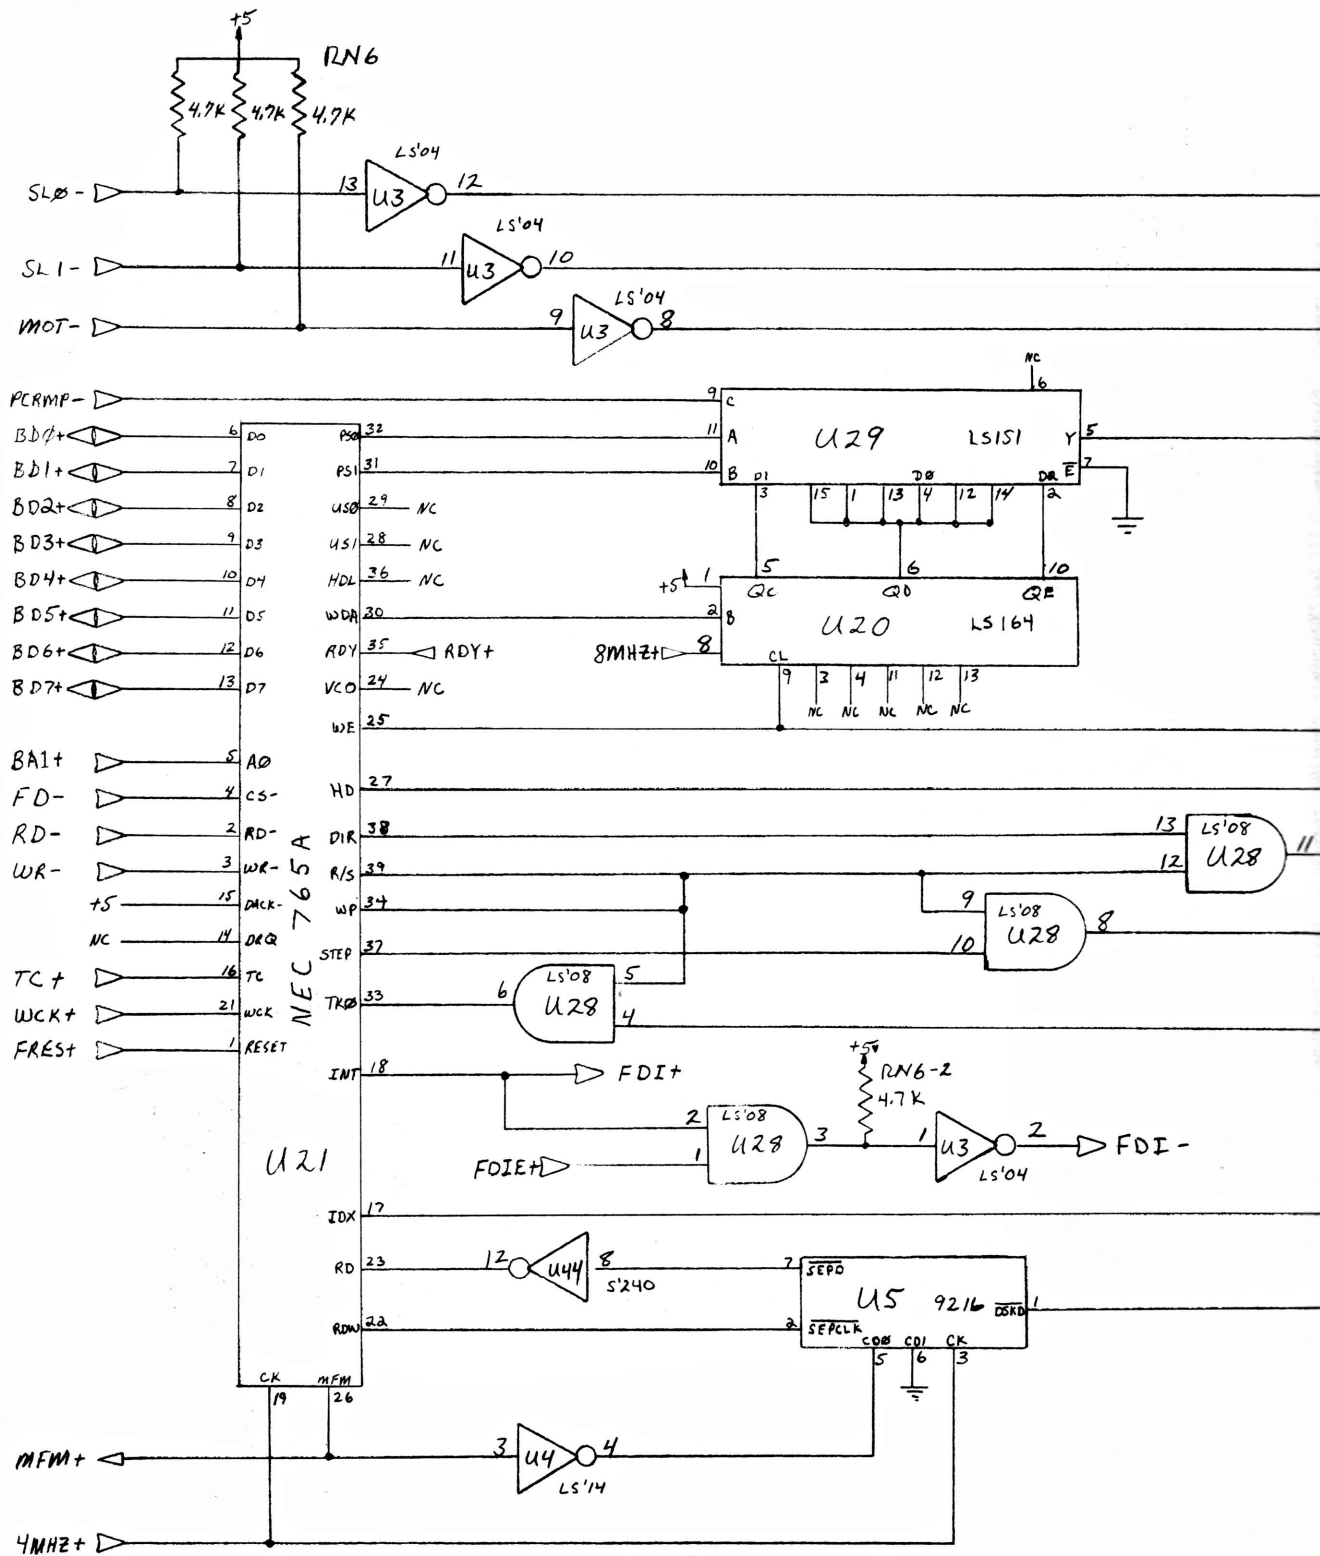 +5
RN6
4.7K 4.7K 4.7K
LS'04
SLØ- 13 U3 12
LS'04
SL1- 11 U3 10
LS'04
MOT- 9 U3 8
NC
6
PCRMP- 9 C
BDØ+ 6 D0 PSØ 32 11 A U29 LS151 Y 5
BD1+ 7 D1 PS1 31 10 B D1 DØ D2 E 7
3 15 1 13 4 12 14 2
BD2+ 8 D2 USØ 29 NC
BD3+ 9 D3 US1 28 NC
5 6 10
BD4+ 10 D4 HDL 36 NC +5 1 QC QD QE
BD5+ 11 D5 WDA 30 2 B U20 LS164
BD6+ 12 D6 RDY 35 RDY+ 8MHZ+ 8
CL
9 3 4 11 12 13
BD7+ 13 D7 VCO 24 NC
NC NC NC NC NC
WE 25
BA1+ 5 AØ
FD- 4 CS- HD 27
RD- 2 RD- DIR 38 13 LS'08
WR- 3 WR- R/S 39 12 U28 11
+5 15 DACK- WP 34 9 LS'08
NC 14 DRQ STEP 37 10 U28 8
TC+ 16 TC 5
LS'08
6 U28
TKØ 33
WCK+ 21 WCK 4
FRES+ 1 RESET
NEC 765A
+5
INT 18 FDI+ RN6-2
4.7K
2 LS'08
U28 3 1 U3 2 FDI-
FDIE+ 1 LS'04
U21
IDX 17
RD 23 12 U44 8 7 SEPD
S'240
U5 9216 DSKD 1
RDW 22 2 SEPCLK
CDØ CD1 CK
5 6 3
CK MFM
19 26
MFM+ 3 U4 4
LS'14
4MHZ+